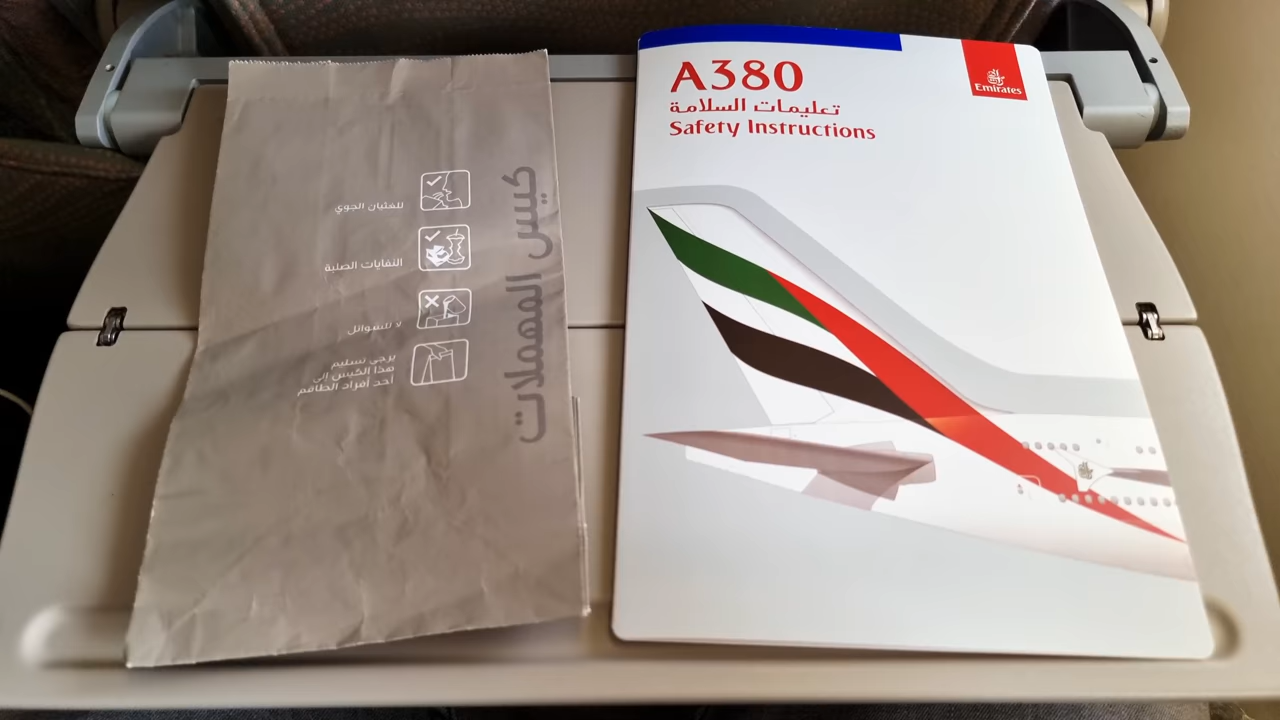 كيس المهملات
للغثيان الجوي
النفايات الصلبة
لا للسوائل
يرجى تسليم
هذا الكيس إلى
أحد أفراد الطاقم
A380
تعليمات السلامة
Safety Instructions
Emirates